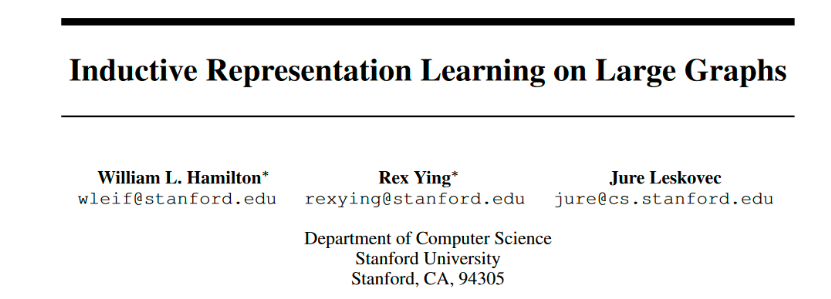 Inductive Representation Learning on Large Graphs
William L. Hamilton* Rex Ying* Jure Leskovec
wleif@stanford.edu rexying@stanford.edu jure@cs.stanford.edu
Department of Computer Science
Stanford University
Stanford, CA, 94305